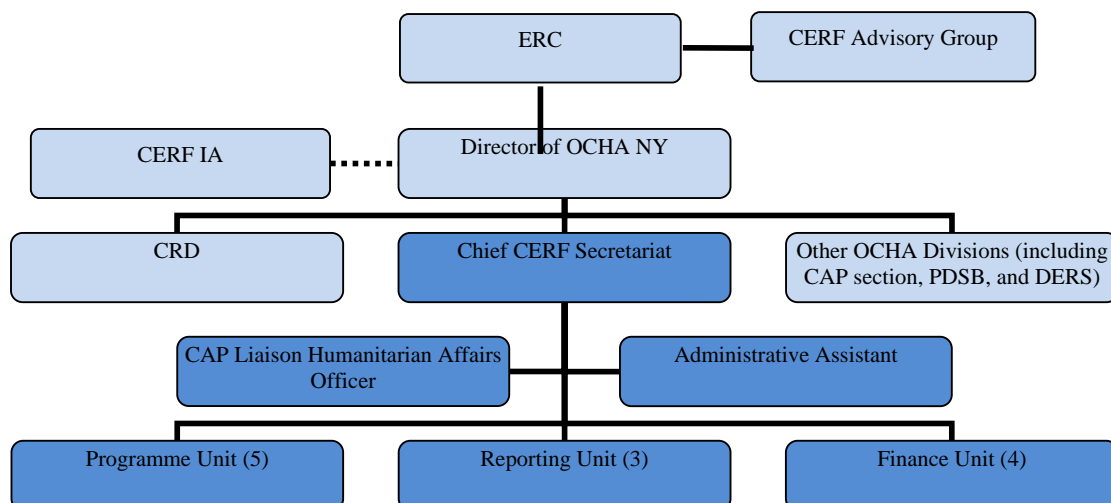 ERC
CERF Advisory Group
CERF IA
Director of OCHA NY
CRD
Chief CERF Secretariat
Other OCHA Divisions (including
CAP section, PDSB, and DERS)
CAP Liaison Humanitarian Affairs
Officer
Administrative Assistant
Programme Unit (5)
Reporting Unit (3)
Finance Unit (4)